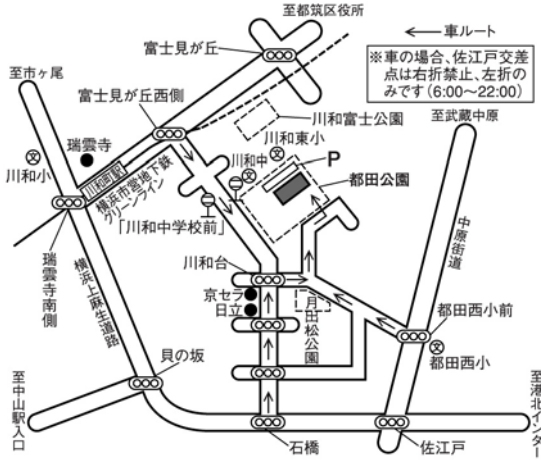 至都筑区役所
←車ルート
※車の場合、佐江戸交差
点は右折禁止、左折の
みです(6:00~22:00)
富士見が丘
至市ヶ尾
富士見が丘西側
至武蔵中原
川和富士公園
瑞雲寺
川和東小
川和小
川和中
P
川和町駅
都田公園
横浜市営地下鉄
グリーンライン
「川和中学校前」
中原街道
瑞雲寺南側
横浜上麻生道路
川和台
京セラ
日立
月出松公園
都田西小前
都田西小
貝の坂
至中山駅入口
石橋
佐江戸
至港北インター